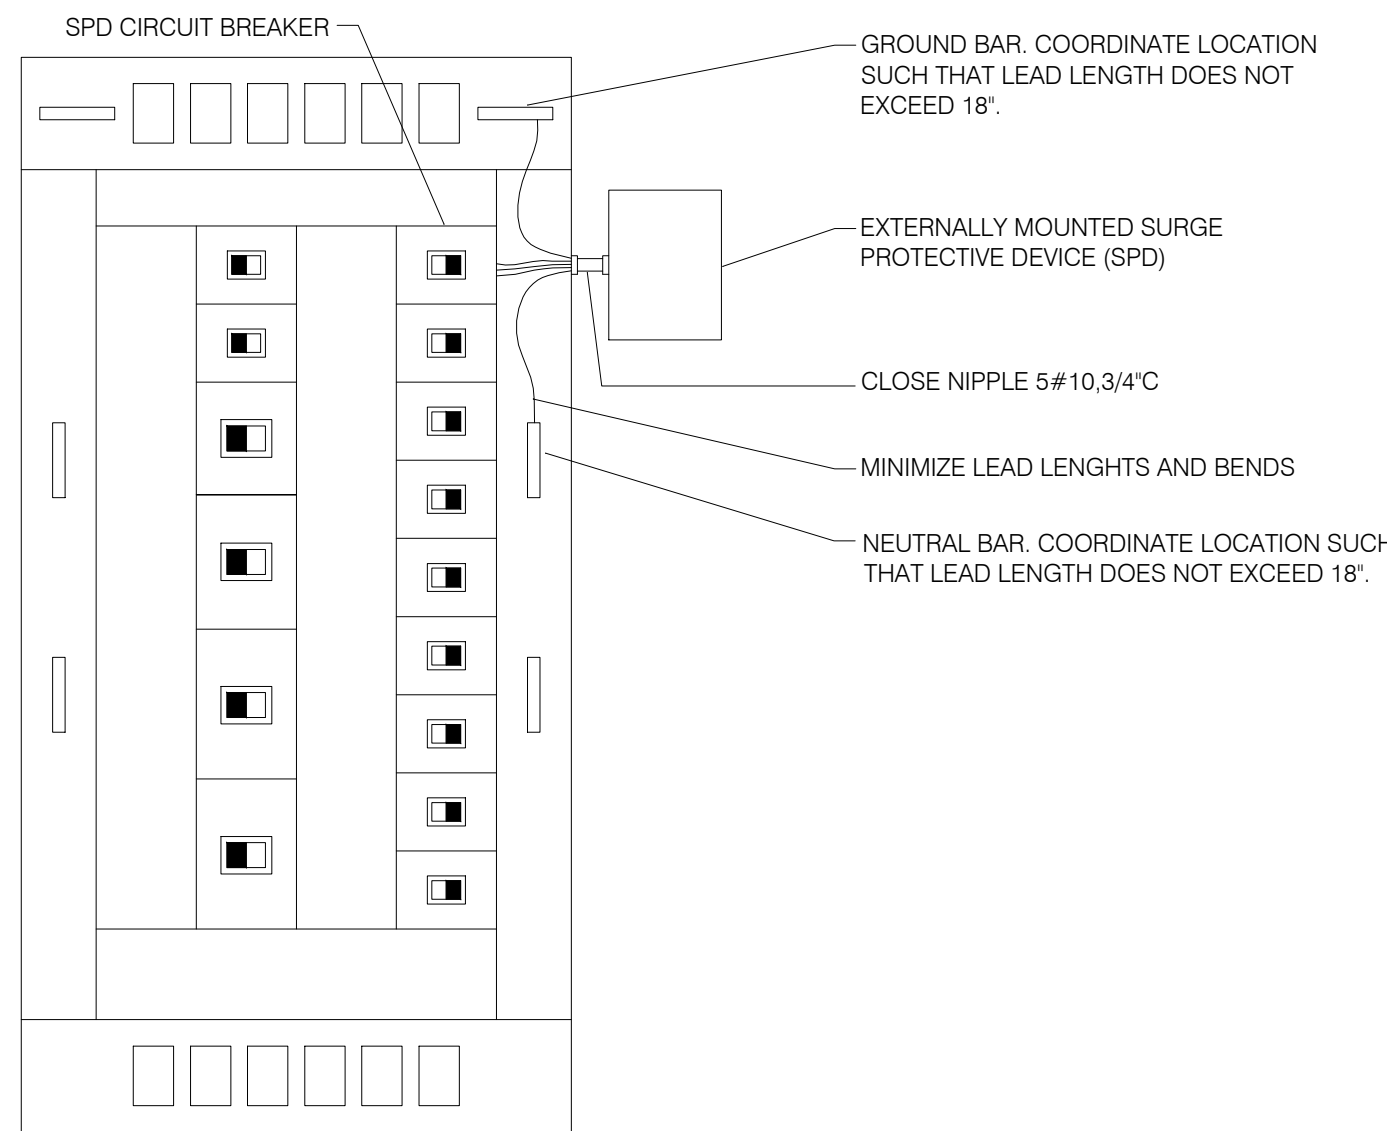 SPD CIRCUIT BREAKER
GROUND BAR. COORDINATE LOCATION
SUCH THAT LEAD LENGTH DOES NOT
EXCEED 18".
EXTERNALLY MOUNTED SURGE
PROTECTIVE DEVICE (SPD)
CLOSE NIPPLE 5#10,3/4"C
MINIMIZE LEAD LENGHTS AND BENDS
NEUTRAL BAR. COORDINATE LOCATION SUCH
THAT LEAD LENGTH DOES NOT EXCEED 18".